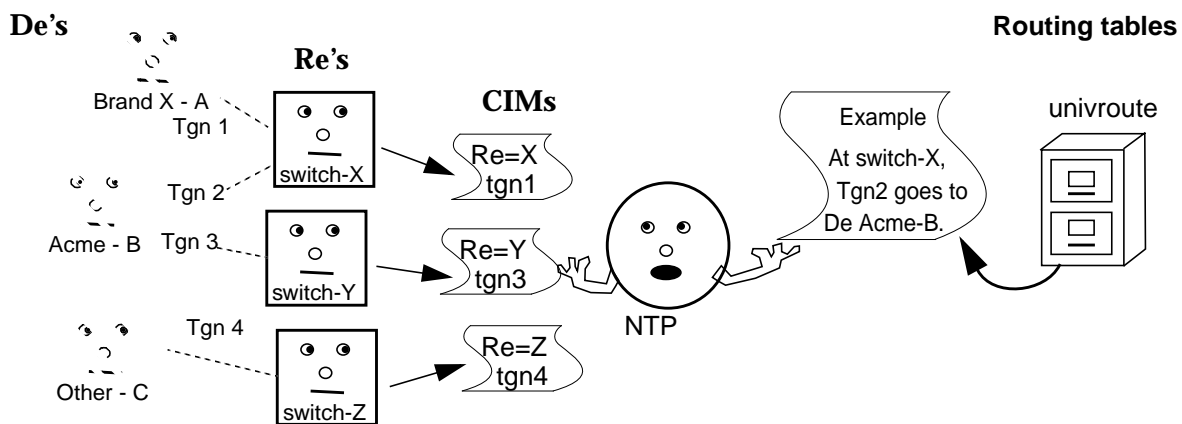 De's
Routing tables
Re's
CIMs
Brand X - A
Tgn 1
Tgn 2
switch-X
Re=X
tgn1
Example
At switch-X,
Tgn2 goes to
De Acme-B.
univroute
Acme - B
Tgn 3
switch-Y
Re=Y
tgn3
NTP
Other - C
Tgn 4
switch-Z
Re=Z
tgn4